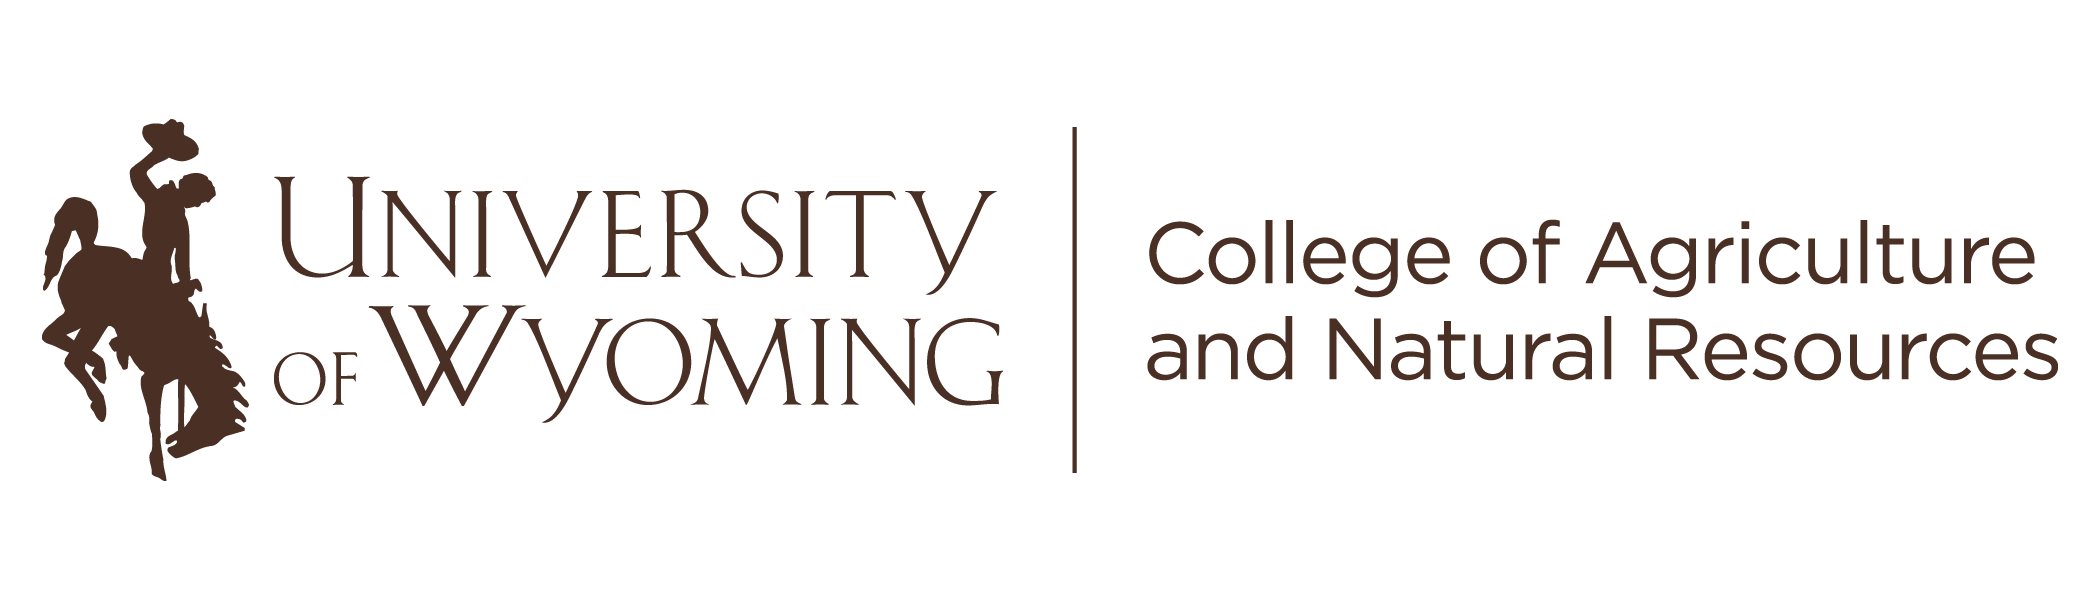 UNIVERSITY
OF WYOMING
College of Agriculture
and Natural Resources